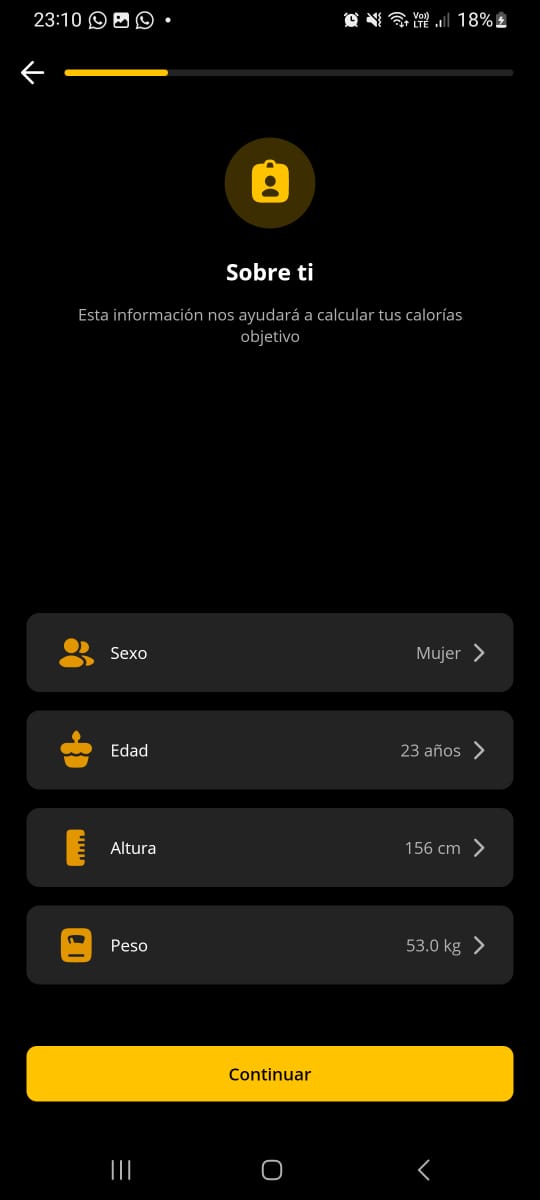 23:10
Vo))
LTE
18%
Sobre ti
Esta información nos ayudará a calcular tus calorías
objetivo
Sexo Mujer
Edad 23 años
Altura 156 cm
Peso 53.0 kg
Continuar